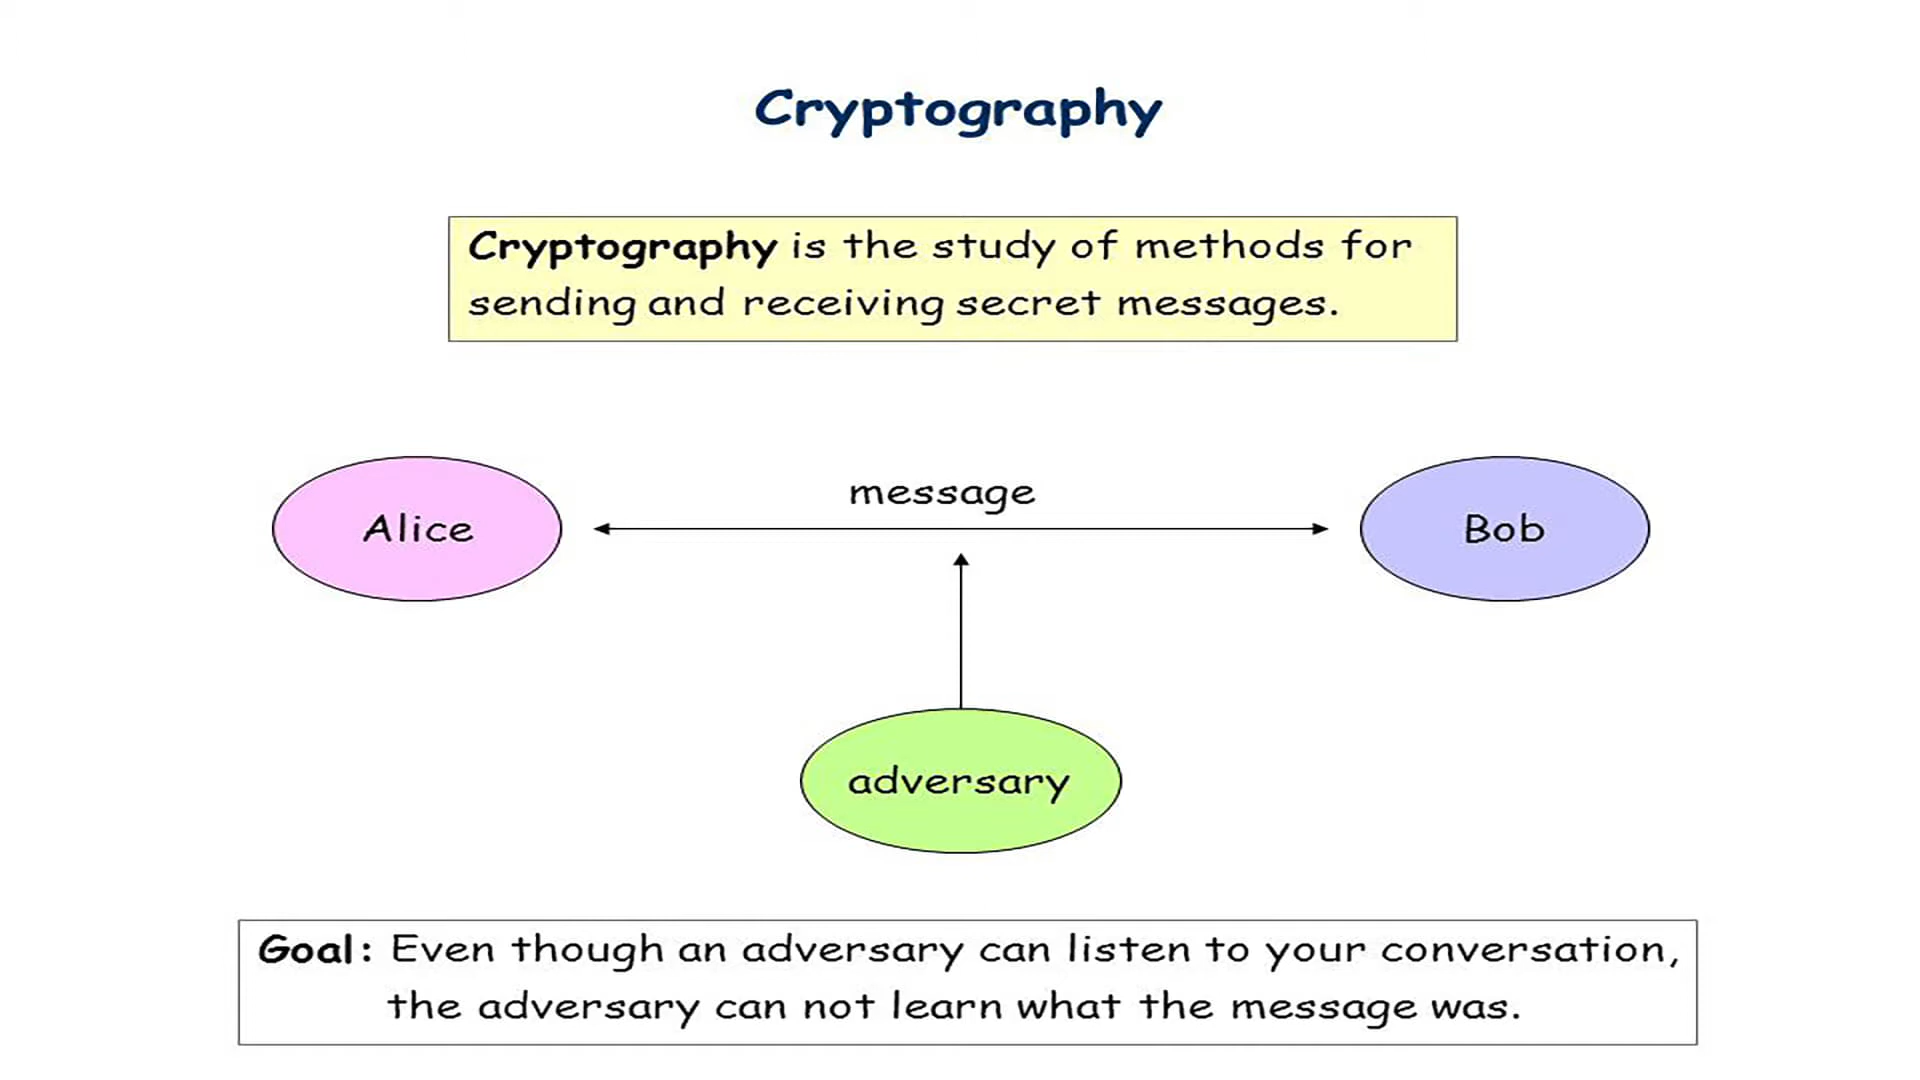 Cryptography
Cryptography is the study of methods for
sending and receiving secret messages.
message
Alice
Bob
adversary
Goal: Even though an adversary can listen to your conversation,
the adversary can not learn what the message was.